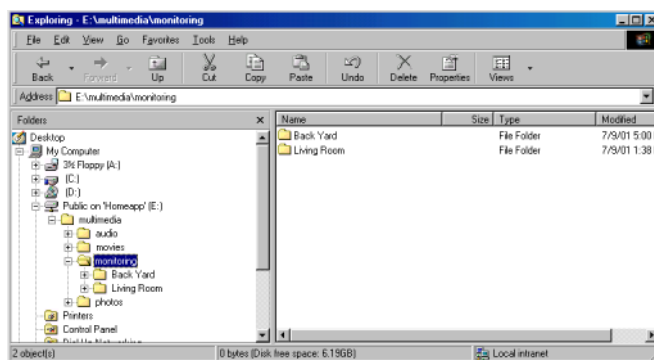 Exploring - E:\multimedia\monitoring
File Edit View Go Favorites Tools Help
Back Forward Up Cut Copy Paste Undo Delete Properties Views
Address E:\multimedia\monitoring
Folders
Name Size Type Modified
Desktop
My Computer
3½ Floppy (A:)
(C:)
(D:)
Public on 'Homeapp' (E:)
multimedia
audio
movies
monitoring
Back Yard
Living Room
photos
Printers
Control Panel
Dial-Up Networking
Back Yard File Folder 7/9/01 5:00
Living Room File Folder 7/9/01 1:38
2 object(s) 0 bytes (Disk free space: 6.19GB) Local intranet